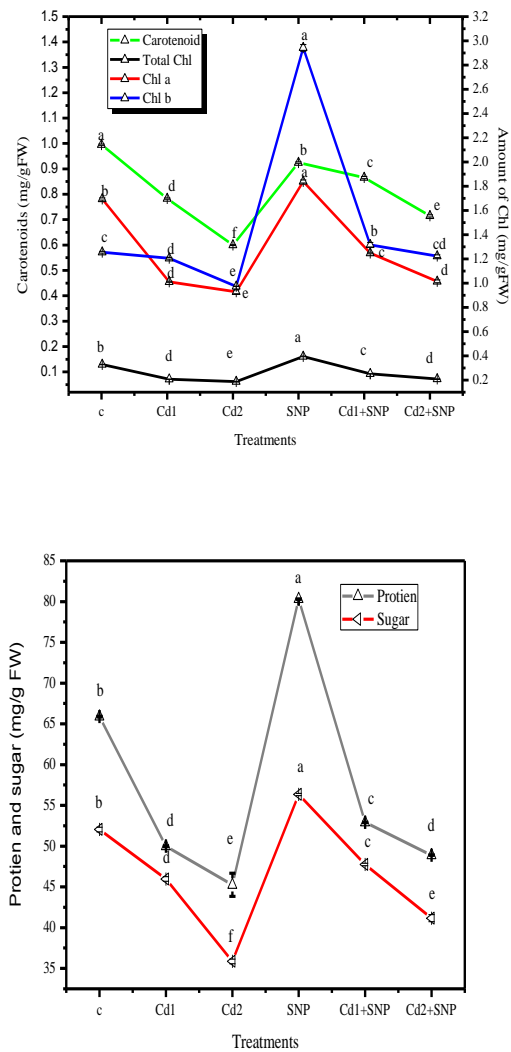 1.5
1.4
1.3
1.2
1.1
1.0
0.9
0.8
0.7
0.6
0.5
0.4
0.3
0.2
0.1
Carotenoids (mg/gFW)
Carotenoid
Total Chl
Chl a
Chl b
3.2
3.0
2.8
2.6
2.4
2.2
2.0
1.8
1.6
1.4
1.2
1.0
0.8
0.6
0.4
0.2
Amount of Chl (mg/gFW)
a
d
f
b
c
e
b
d
e
a
c
d
c
d
e
a
b
cd
b
d
e
a
c
d
c Cd1 Cd2 SNP Cd1+SNP Cd2+SNP
Treatments
85
80
75
70
65
60
55
50
45
40
35
Protien and sugar (mg/g FW)
Protien
Sugar
b
d
e
a
c
d
b
d
f
a
c
e
c Cd1 Cd2 SNP Cd1+SNP Cd2+SNP
Treatments